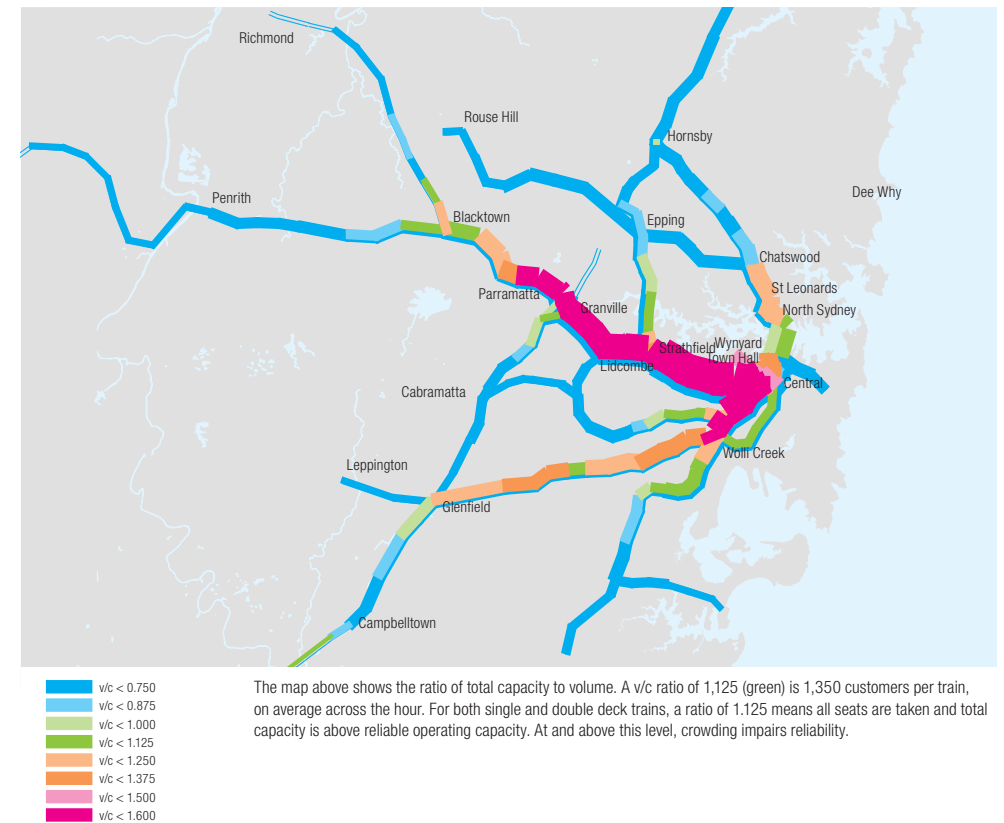 Richmond
Rouse Hill
Hornsby
Dee Why
Penrith
Blacktown
Epping
Chatswood
St Leonards
Parramatta
Granville
North Sydney
Strathfield
Wynyard
Town Hall
Lidcombe
Central
Cabramatta
Wolli Creek
Leppington
Glenfield
Campbelltown
v/c < 0.750
v/c < 0.875
v/c < 1.000
v/c < 1.125
v/c < 1.250
v/c < 1.375
v/c < 1.500
v/c < 1.600
The map above shows the ratio of total capacity to volume. A v/c ratio of 1,125 (green) is 1,350 customers per train,
on average across the hour. For both single and double deck trains, a ratio of 1.125 means all seats are taken and total
capacity is above reliable operating capacity. At and above this level, crowding impairs reliability.